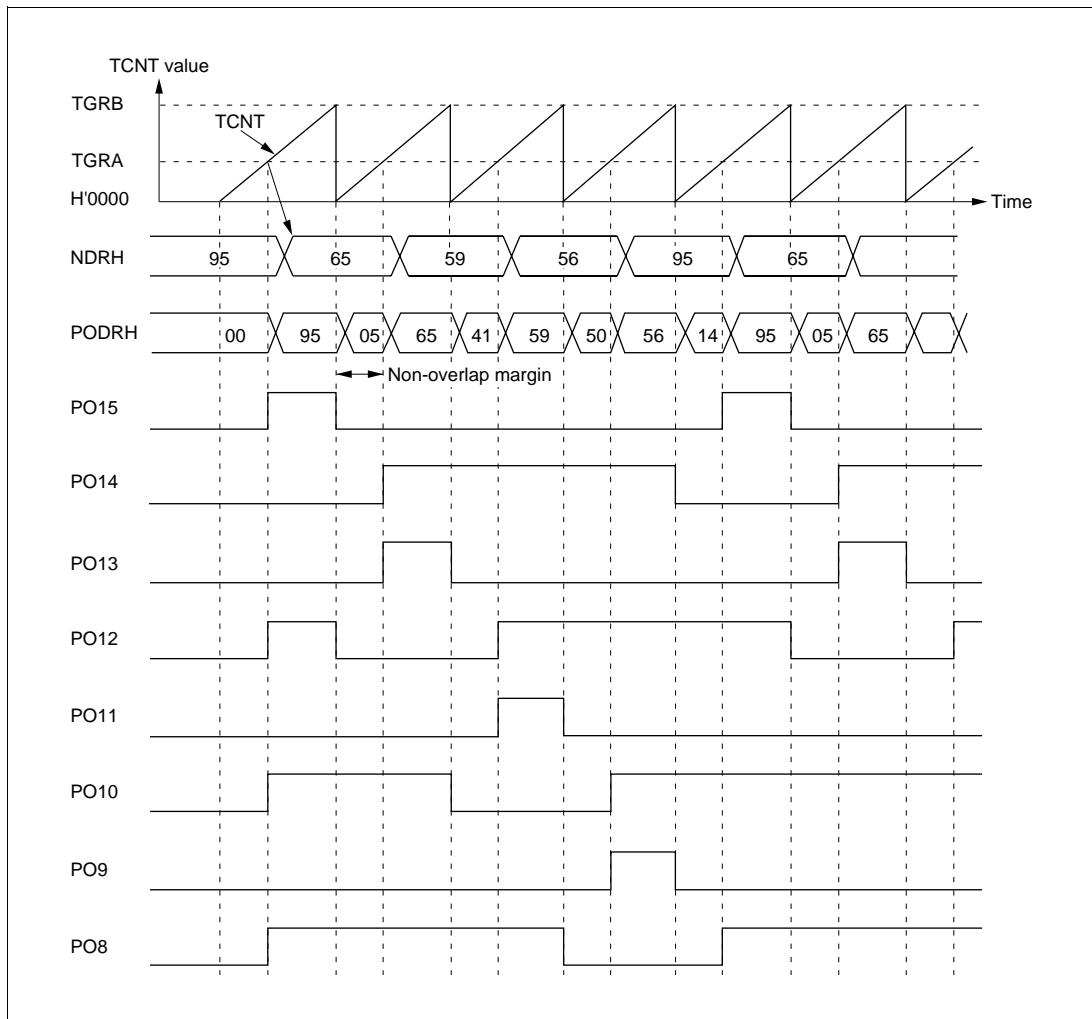 TCNT value
TGRB
TCNT
TGRA
H'0000
Time
NDRH 95 65 59 56 95 65
PODRH 00 95 05 65 41 59 50 56 14 95 05 65
Non-overlap margin
PO15
PO14
PO13
PO12
PO11
PO10
PO9
PO8